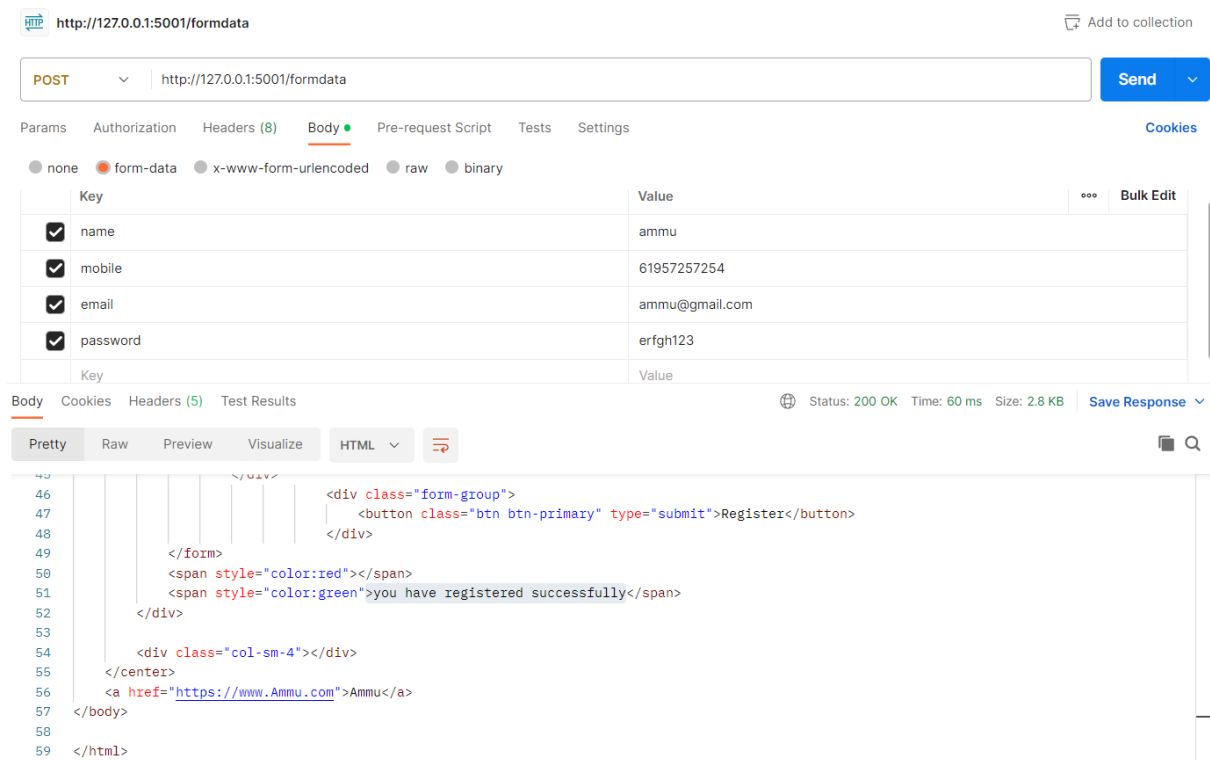 HTTP http://127.0.0.1:5001/formdata Add to collection
POST http://127.0.0.1:5001/formdata Send
Params Authorization Headers (8) Body Pre-request Script Tests Settings Cookies
none form-data x-www-form-urlencoded raw binary
Key Value Bulk Edit
name ammu
mobile 61957257254
email ammu@gmail.com
password erfgh123
Key Value
Body Cookies Headers (5) Test Results Status: 200 OK Time: 60 ms Size: 2.8 KB Save Response
Pretty Raw Preview Visualize HTML
45 </div>
46 <div class="form-group">
47 <button class="btn btn-primary" type="submit">Register</button>
48 </div>
49 </form>
50 <span style="color:red"></span>
51 <span style="color:green">you have registered successfully</span>
52 </div>
53
54 <div class="col-sm-4"></div>
55 </center>
56 <a href="https://www.Ammu.com">Ammu</a>
57 </body>
58
59 </html>